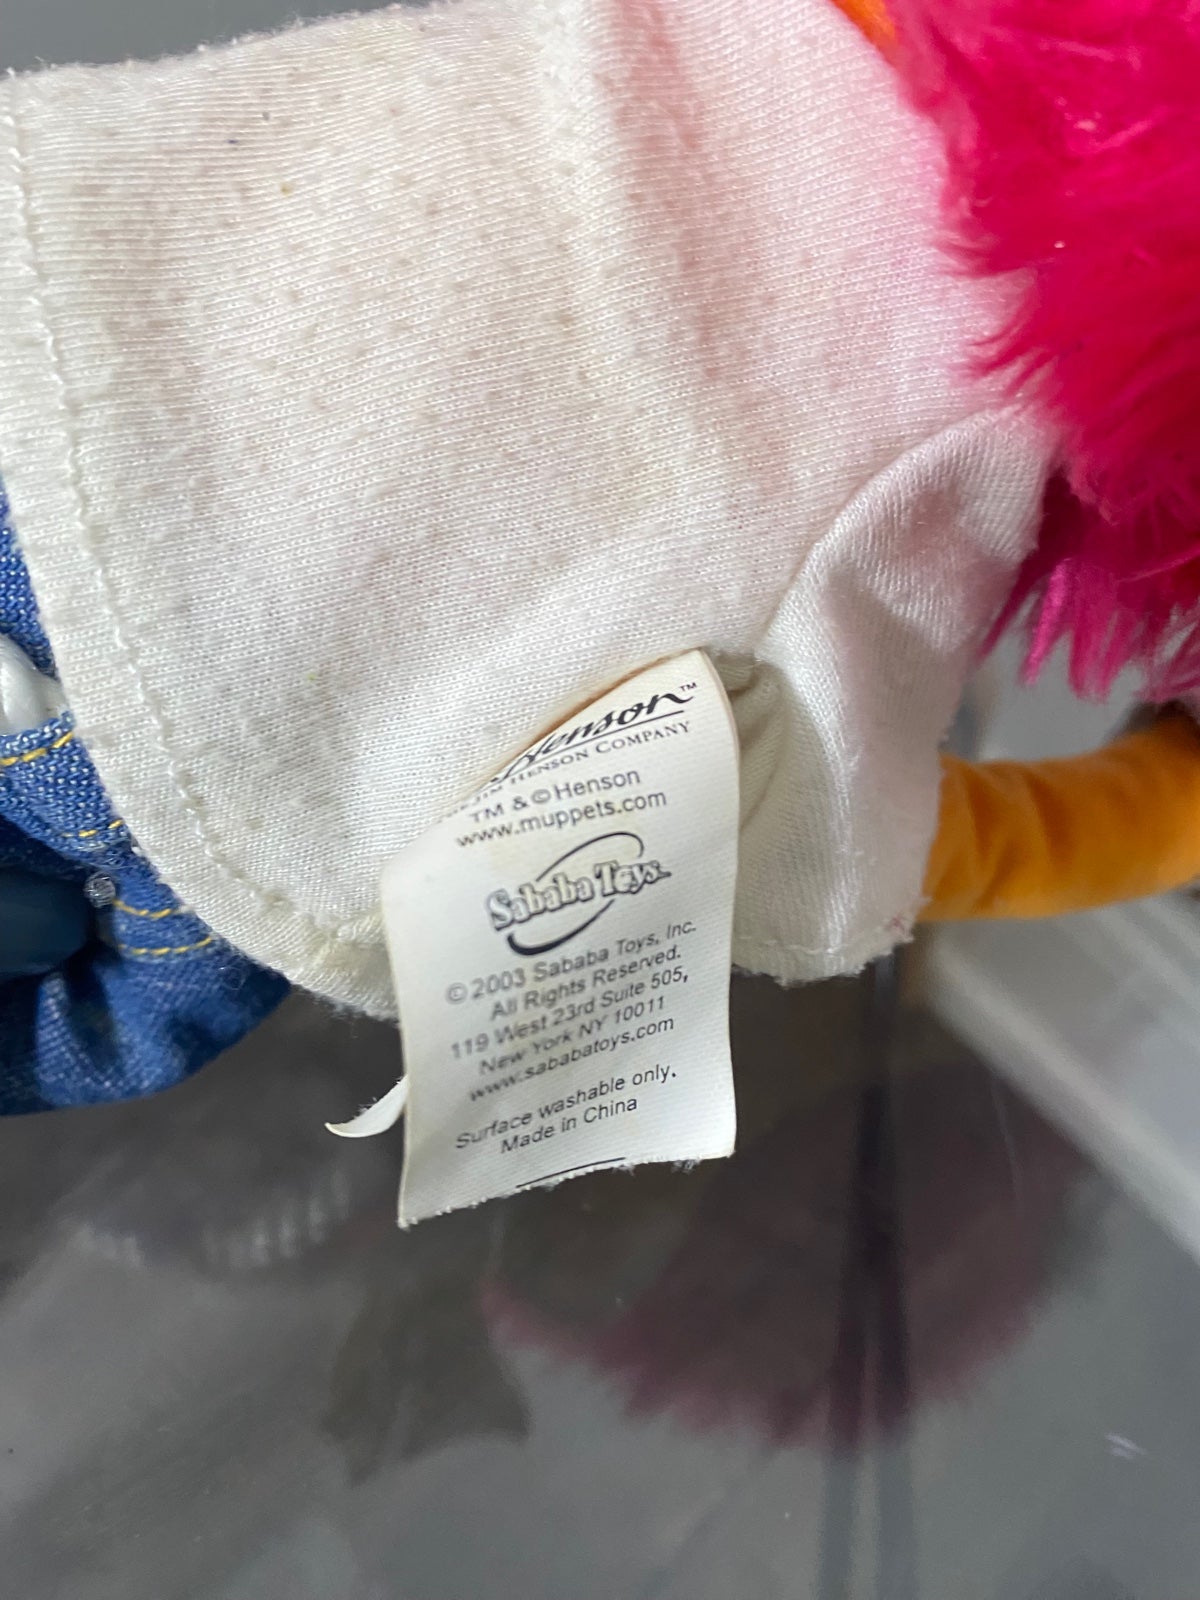 Henson™
JIM HENSON COMPANY
TM & © Henson
www.muppets.com
Sababa Toys
© 2003 Sababa Toys, Inc.
All Rights Reserved.
119 West 23rd Suite 505,
New York NY 10011
www.sababatoys.com
Surface washable only.
Made in China